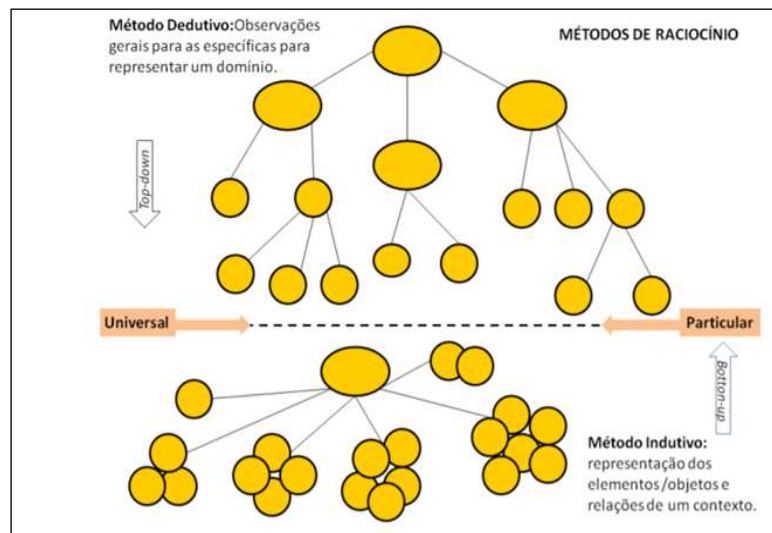 Método Dedutivo:Observações
gerais para as específicas para
representar um domínio.
MÉTODOS DE RACIOCÍNIO
Top-down
Universal
Particular
Botton-up
Método Indutivo:
representação dos
elementos/objetos e
relações de um contexto.